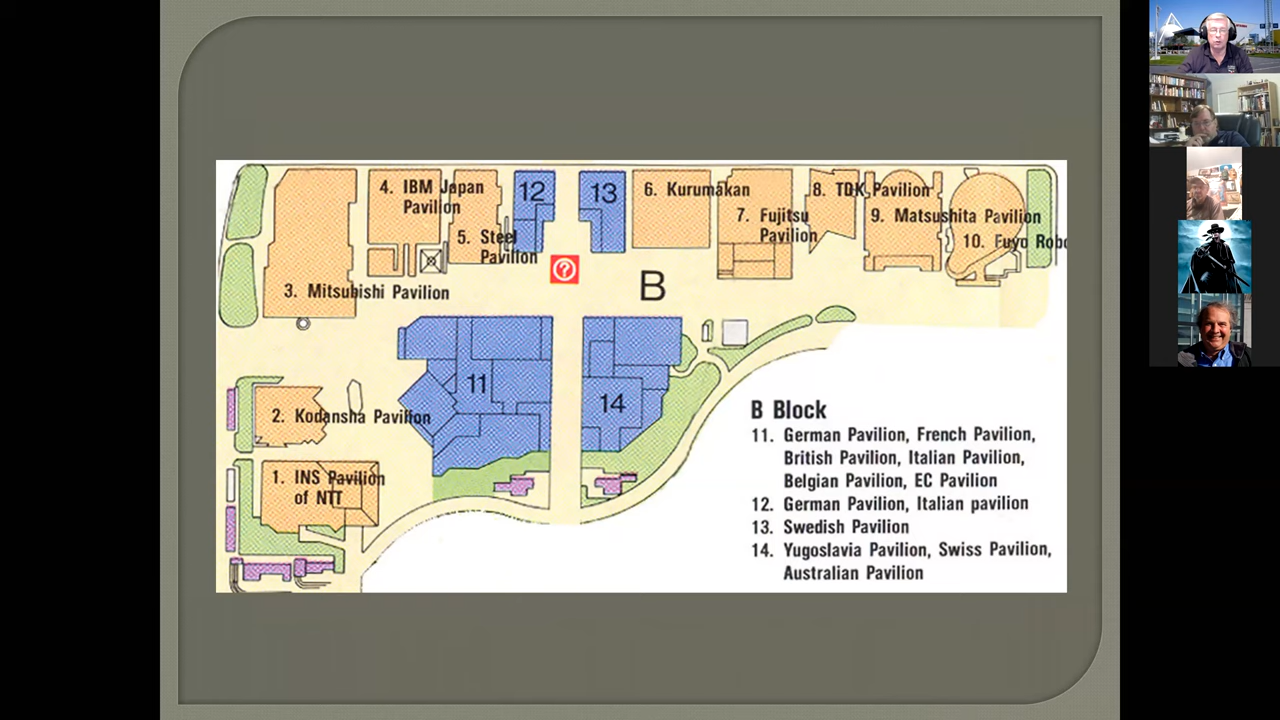 4. IBM Japan
Pavilion
12
13
6. Kurumakan
8. TDK Pavilion
7. Fujitsu
Pavilion
9. Matsushita Pavilion
5. Steel
Pavilion
10. Fuyo Robo
?
B
3. Mitsubishi Pavilion
11
14
2. Kodansha Pavilion
1. INS Pavilion
of NTT
B Block
11. German Pavilion, French Pavilion,
British Pavilion, Italian Pavilion,
Belgian Pavilion, EC Pavilion
12. German Pavilion, Italian pavilion
13. Swedish Pavilion
14. Yugoslavia Pavilion, Swiss Pavilion,
Australian Pavilion